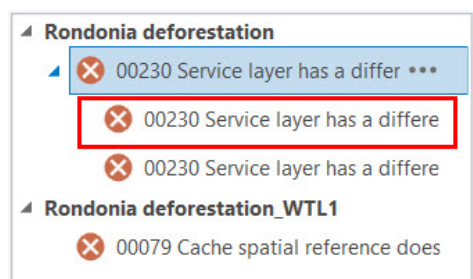 Rondonia deforestation
00230 Service layer has a differ •••
00230 Service layer has a differe
00230 Service layer has a differe
Rondonia deforestation_WTL1
00079 Cache spatial reference does